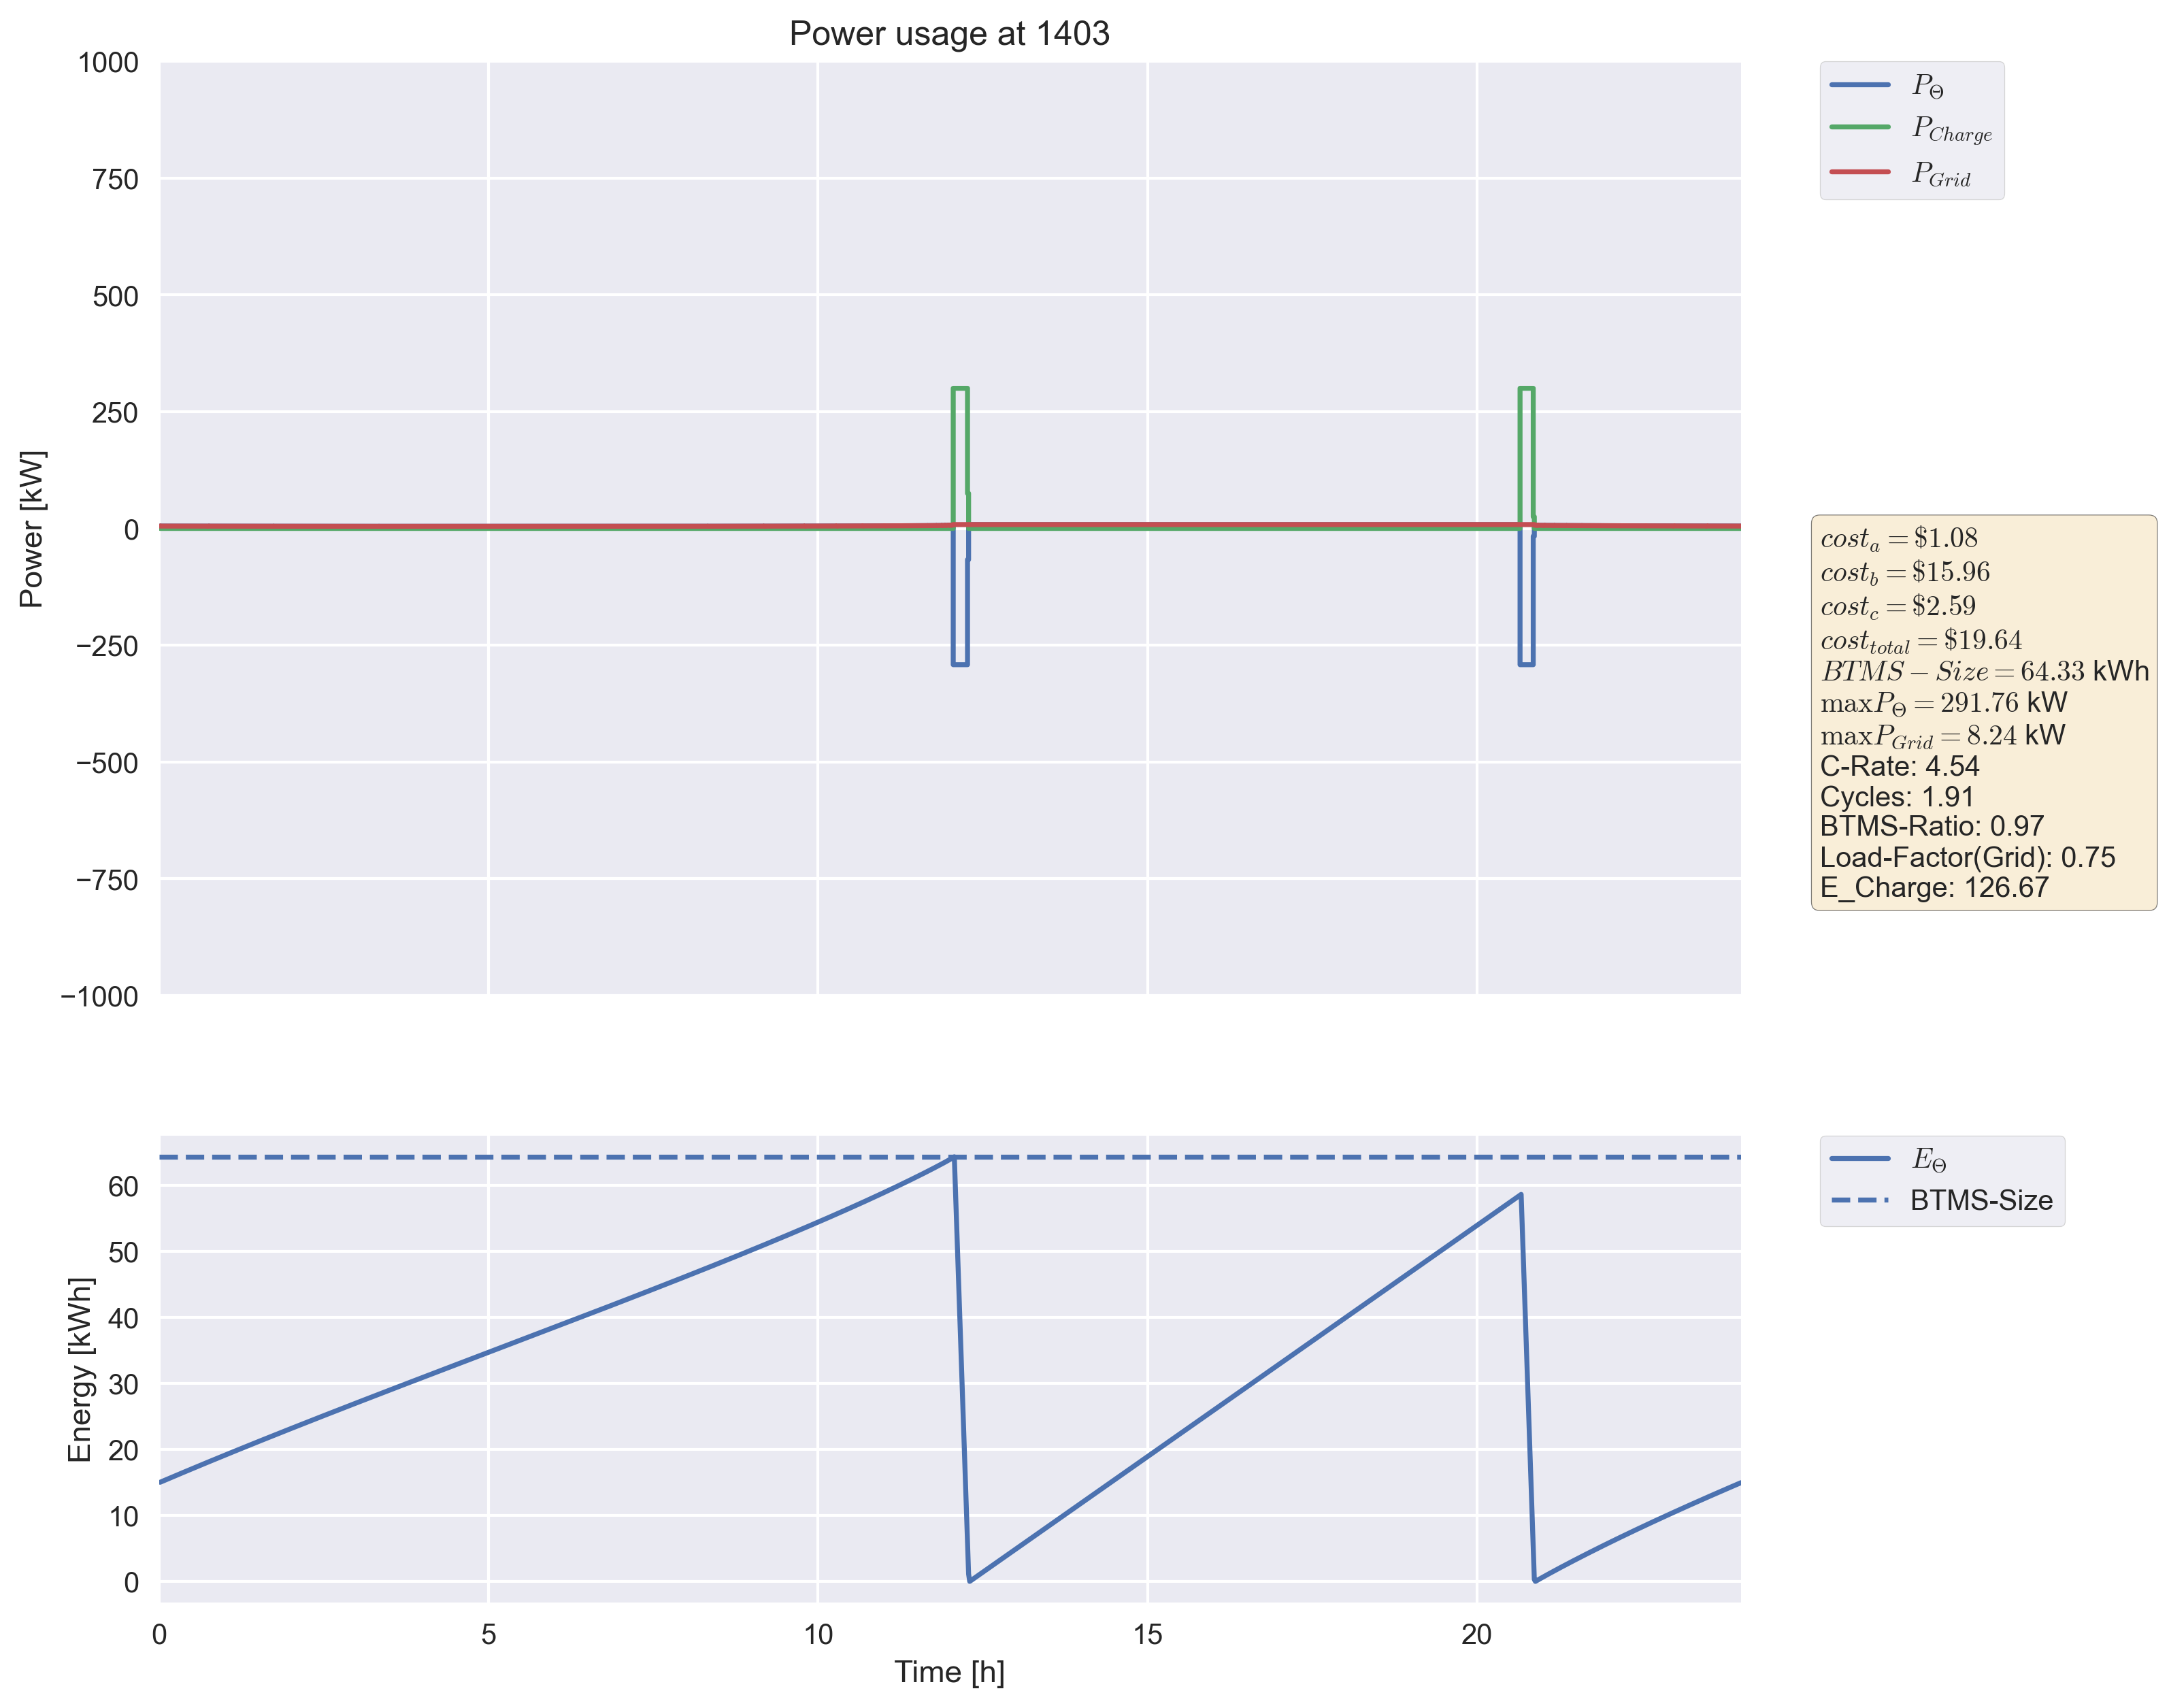 Power usage at 1403
1000
750
500
250
0
−250
−500
−750
−1000
Power [kW]
P_Θ
P_Charge
P_Grid
cost_a = $1.08
cost_b = $15.96
cost_c = $2.59
cost_total = $19.64
BTMS − Size = 64.33 kWh
maxP_Θ = 291.76 kW
maxP_Grid = 8.24 kW
C-Rate: 4.54
Cycles: 1.91
BTMS-Ratio: 0.97
Load-Factor(Grid): 0.75
E_Charge: 126.67
60
50
40
30
20
10
0
Energy [kWh]
E_Θ
BTMS-Size
0 5 10 15 20
Time [h]